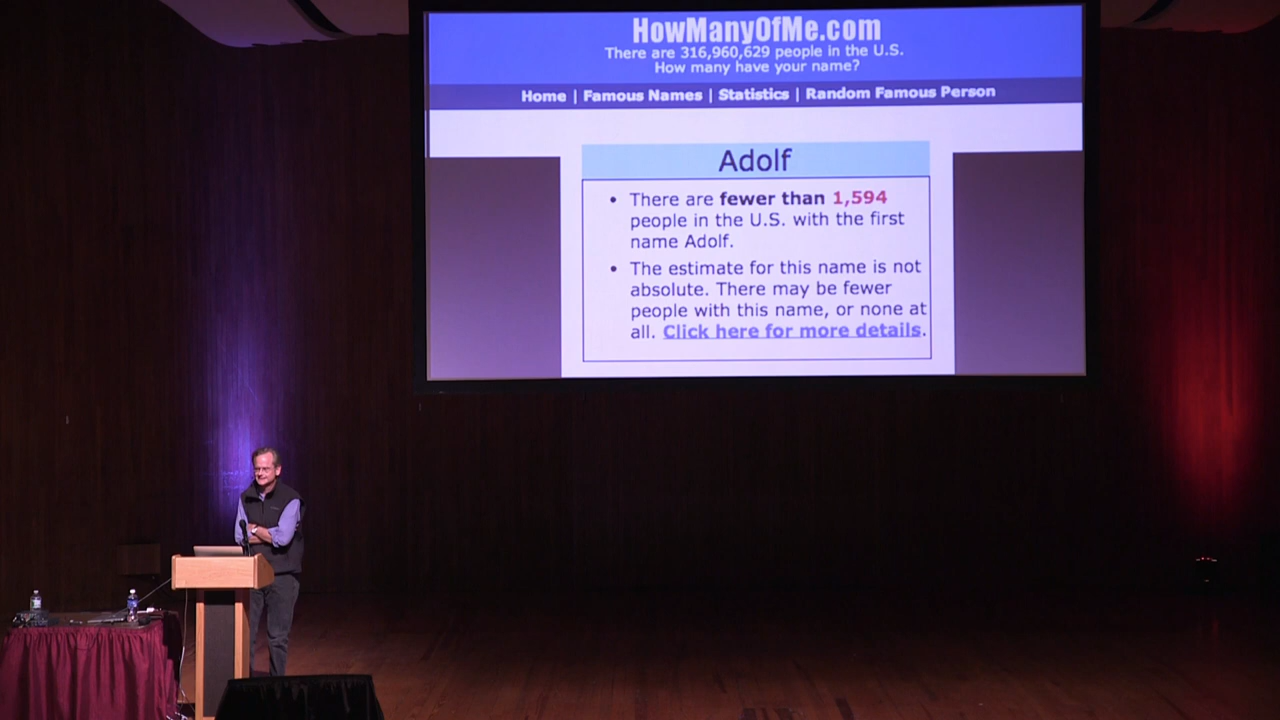 HowManyOfMe.com
There are 316,960,629 people in the U.S.
How many have your name?
Home | Famous Names | Statistics | Random Famous Person
Adolf
• There are fewer than 1,594
people in the U.S. with the first
name Adolf.
• The estimate for this name is not
absolute. There may be fewer
people with this name, or none at
all. Click here for more details.